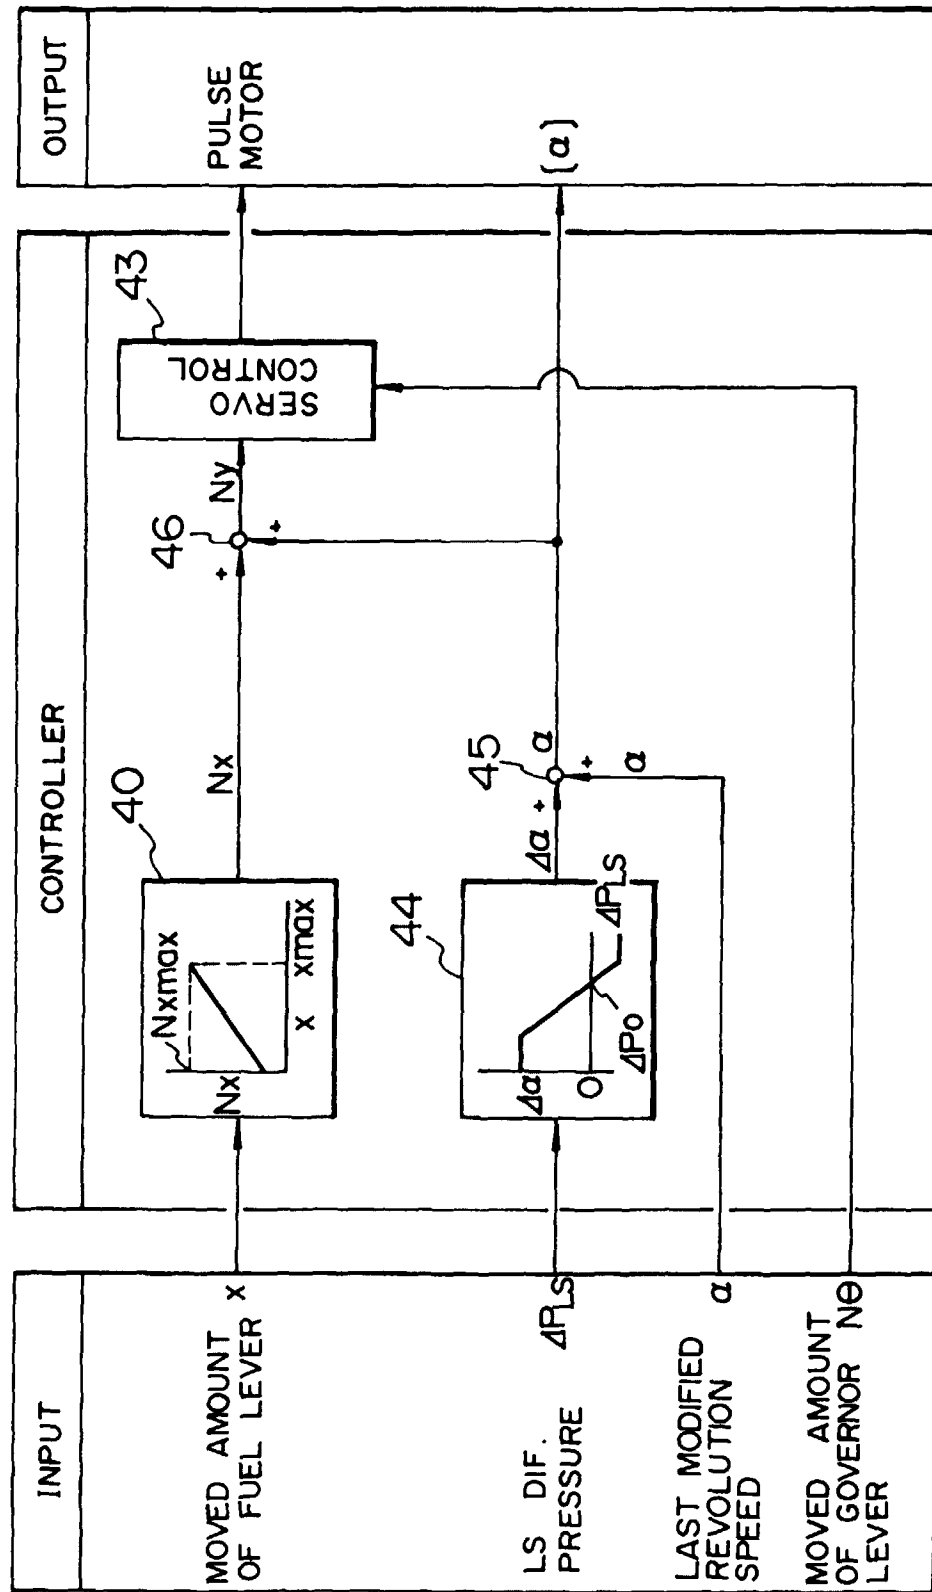 INPUT
CONTROLLER
OUTPUT
MOVED AMOUNT
OF FUEL LEVER x
40
Nxmax
Nx
x xmax
Nx
46
+
+
Ny
43
SERVO
CONTROL
PULSE
MOTOR
LS DIF.
PRESSURE ΔPLS
44
Δα
O
ΔPo
ΔPLS
Δα
+
45
+
α
α
[α]
LAST MODIFIED
REVOLUTION
SPEED α
MOVED AMOUNT
OF GOVERNOR Nθ
LEVER